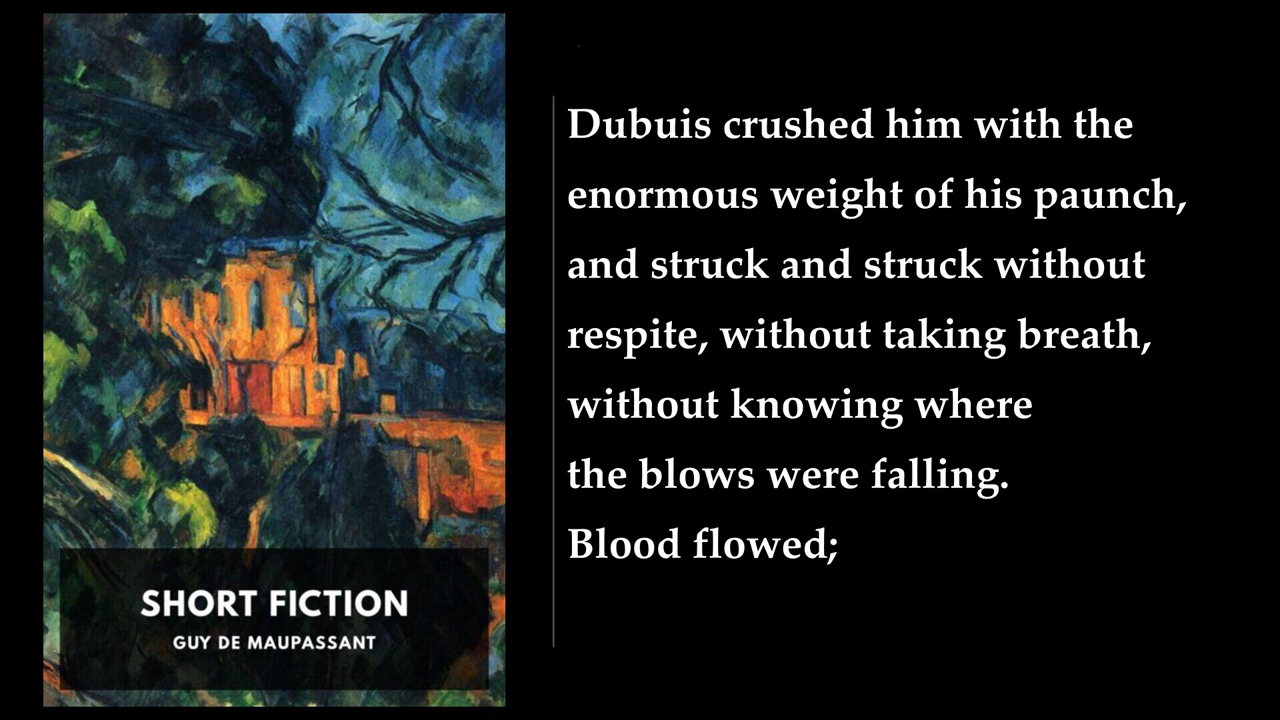 SHORT FICTION
GUY DE MAUPASSANT
Dubuis crushed him with the
enormous weight of his paunch,
and struck and struck without
respite, without taking breath,
without knowing where
the blows were falling.
Blood flowed;